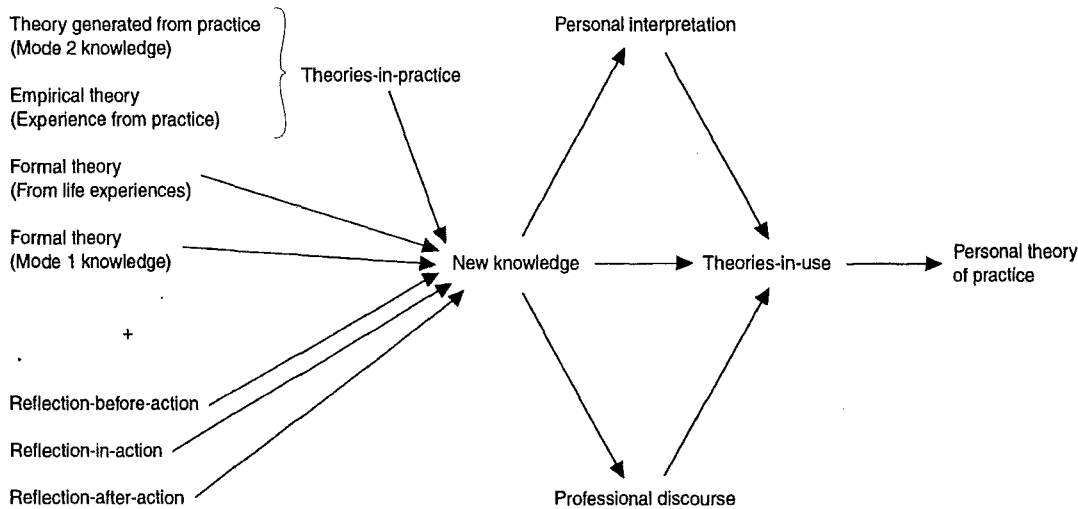 Theory generated from practice
(Mode 2 knowledge)
Empirical theory
(Experience from practice)
Theories-in-practice
Formal theory
(From life experiences)
Formal theory
(Mode 1 knowledge)
+
Reflection-before-action
Reflection-in-action
Reflection-after-action
New knowledge
Personal interpretation
Professional discourse
Theories-in-use
Personal theory
of practice